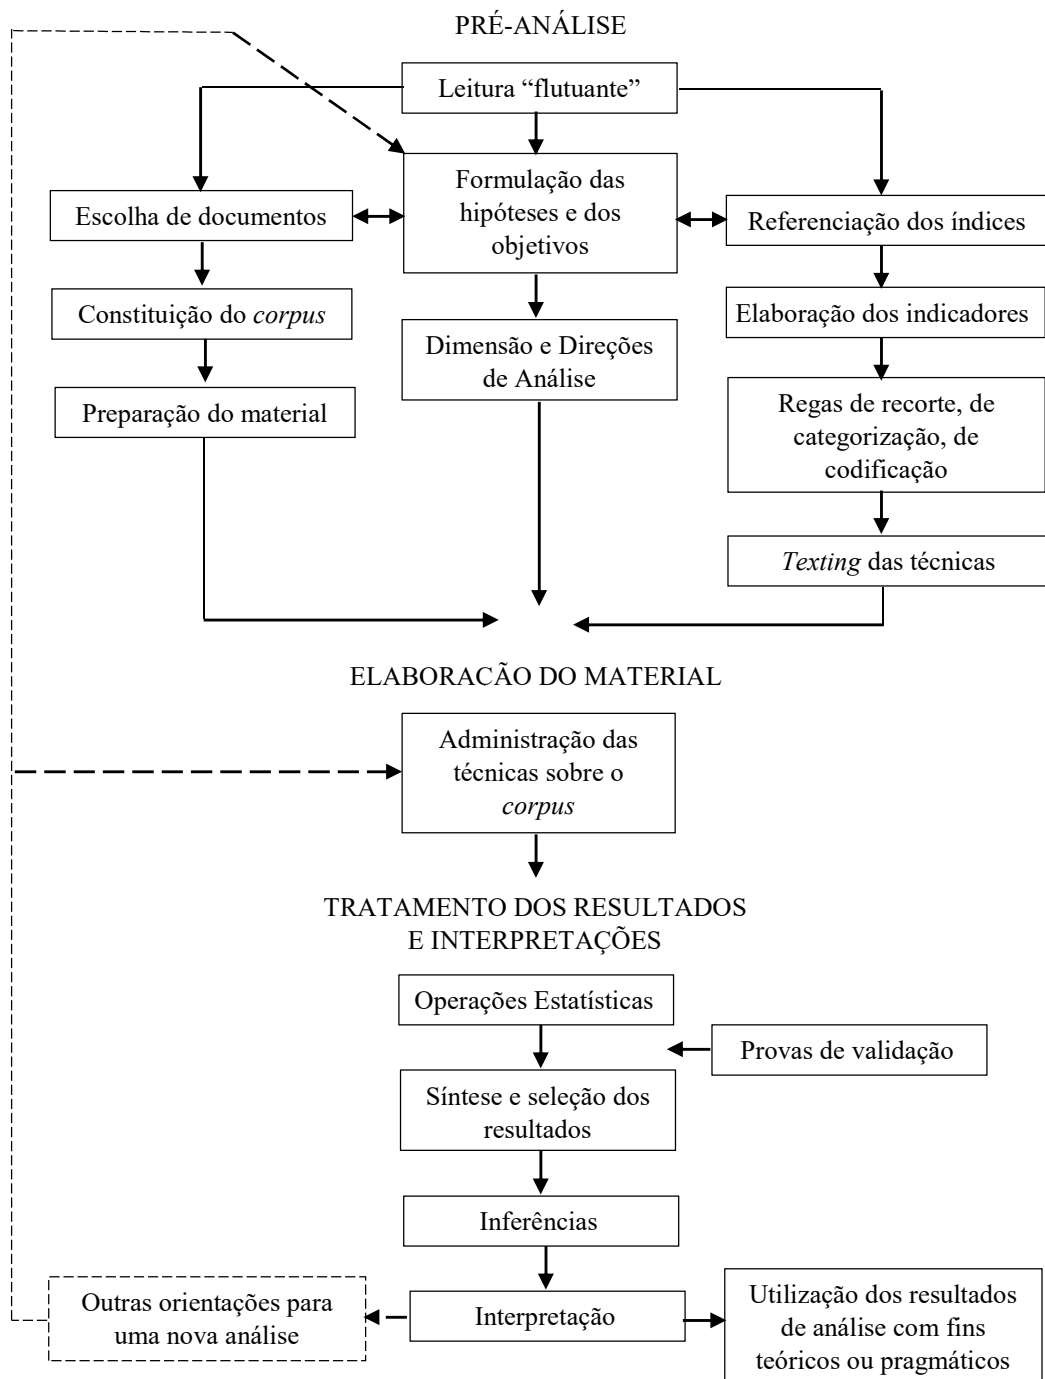 PRÉ-ANÁLISE
Leitura “flutuante”
Escolha de documentos
Formulação das
hipóteses e dos
objetivos
Referenciação dos índices
Constituição do corpus
Dimensão e Direções
de Análise
Elaboração dos indicadores
Preparação do material
Regas de recorte, de
categorização, de
codificação
Texting das técnicas
ELABORACÃO DO MATERIAL
Administração das
técnicas sobre o
corpus
TRATAMENTO DOS RESULTADOS
E INTERPRETAÇÕES
Operações Estatísticas
Provas de validação
Síntese e seleção dos
resultados
Inferências
Outras orientações para
uma nova análise
Interpretação
Utilização dos resultados
de análise com fins
teóricos ou pragmáticos